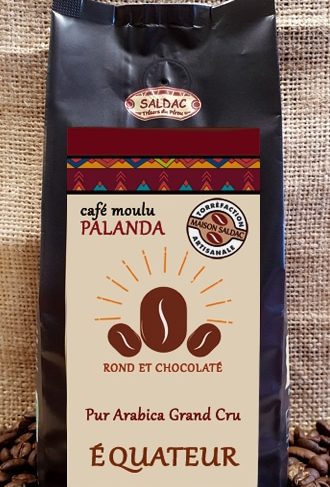 SALDAC
Trésors du Pérou
café moulu
PALANDA
TORRÉFACTION
MAISON SALDAC
ARTISANALE
ROND ET CHOCOLATÉ
Pur Arabica Grand Cru
ÉQUATEUR